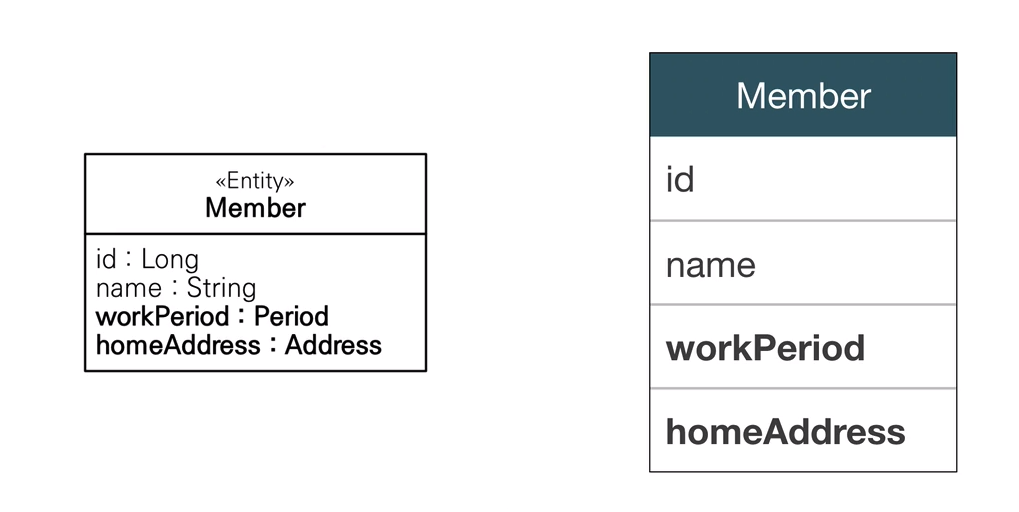 «Entity»
Member
id : Long
name : String
workPeriod : Period
homeAddress : Address
Member
id
name
workPeriod
homeAddress